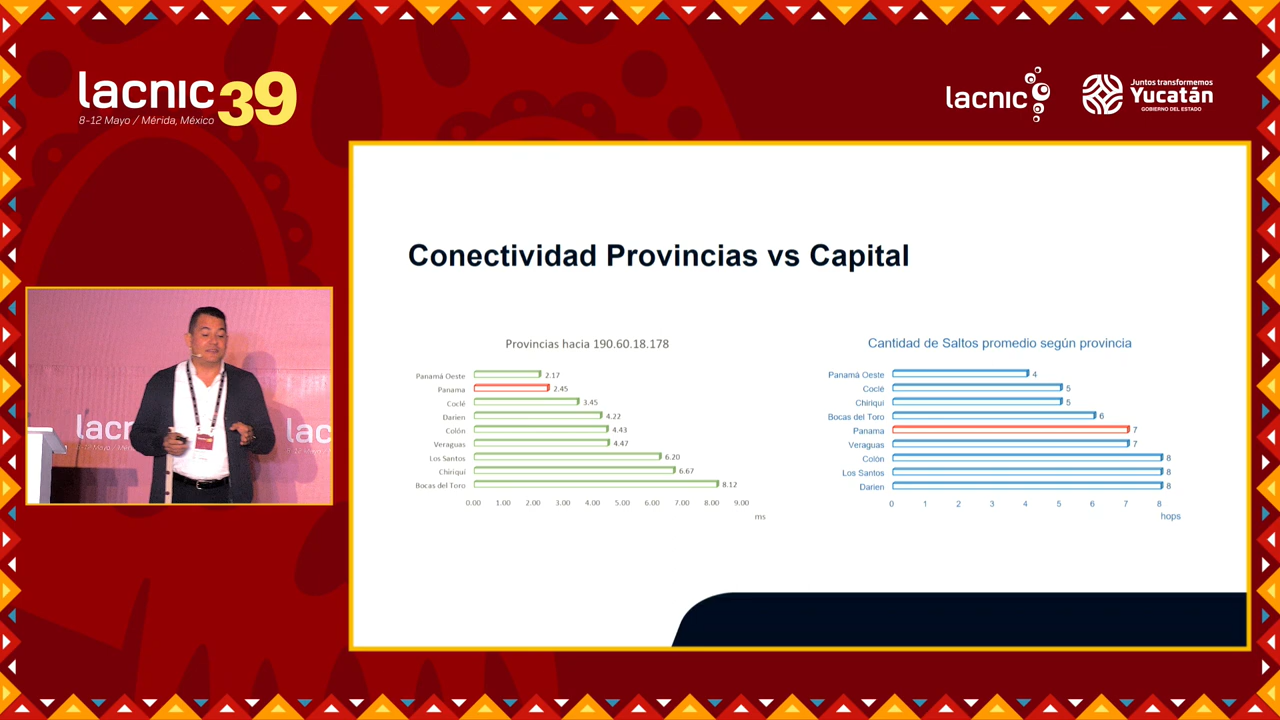 lacnic 39
8-12 Mayo / Mérida, México
lacnic
Juntos transformemos
Yucatán
GOBIERNO DEL ESTADO
Conectividad Provincias vs Capital
Provincias hacia 190.60.18.178
Panamá Oeste 2.17
Panama 2.45
Coclé 3.45
Darien 4.22
Colón 4.43
Veraguas 4.47
Los Santos 6.20
Chiriqui 6.67
Bocas del Toro 8.12
0.00 1.00 2.00 3.00 4.00 5.00 6.00 7.00 8.00 9.00
ms
Cantidad de Saltos promedio según provincia
Panamá Oeste 4
Coclé 5
Chiriquí 5
Bocas del Toro 6
Panama 7
Veraguas 7
Colón 8
Los Santos 8
Darien 8
0 1 2 3 4 5 6 7 8
hops
lacn
lac